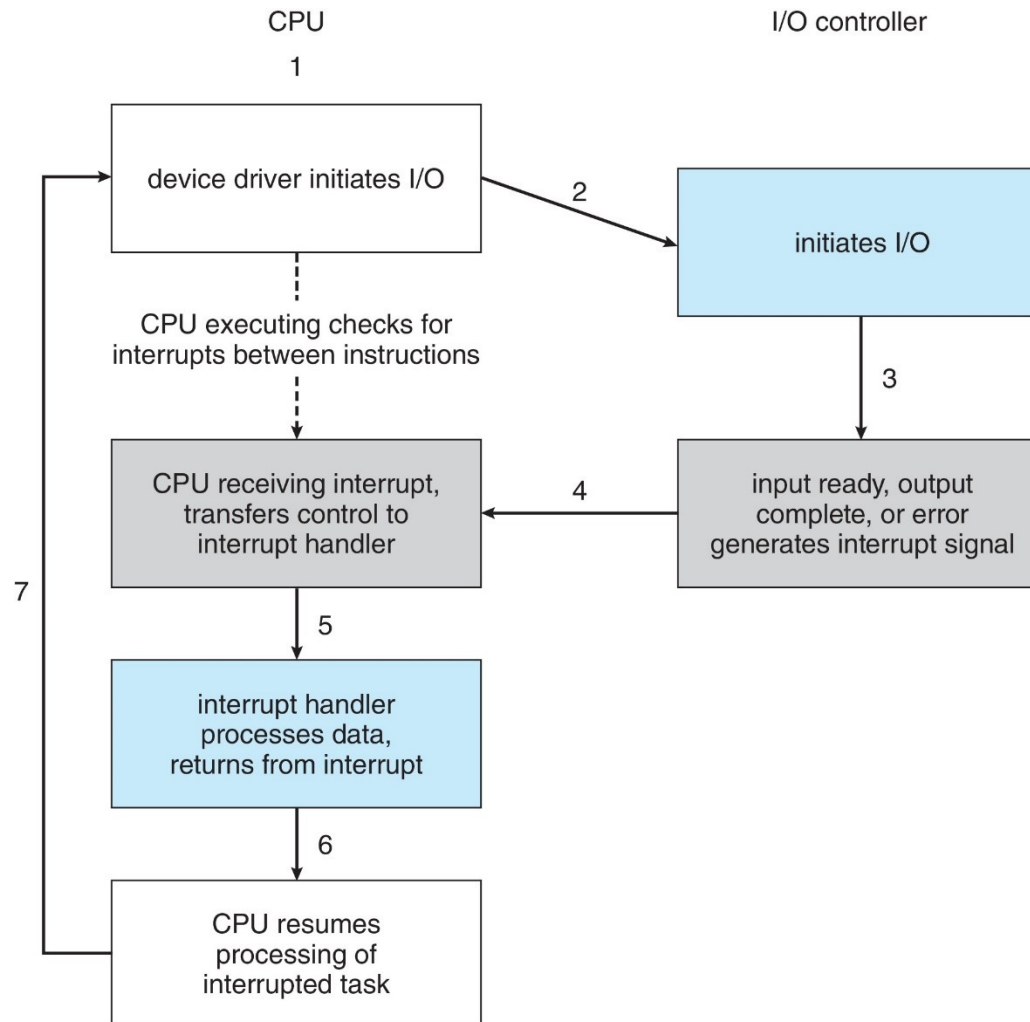 CPU
I/O controller
1
device driver initiates I/O
2
initiates I/O
CPU executing checks for
interrupts between instructions
3
CPU receiving interrupt,
transfers control to
interrupt handler
4
input ready, output
complete, or error
generates interrupt signal
7
5
interrupt handler
processes data,
returns from interrupt
6
CPU resumes
processing of
interrupted task